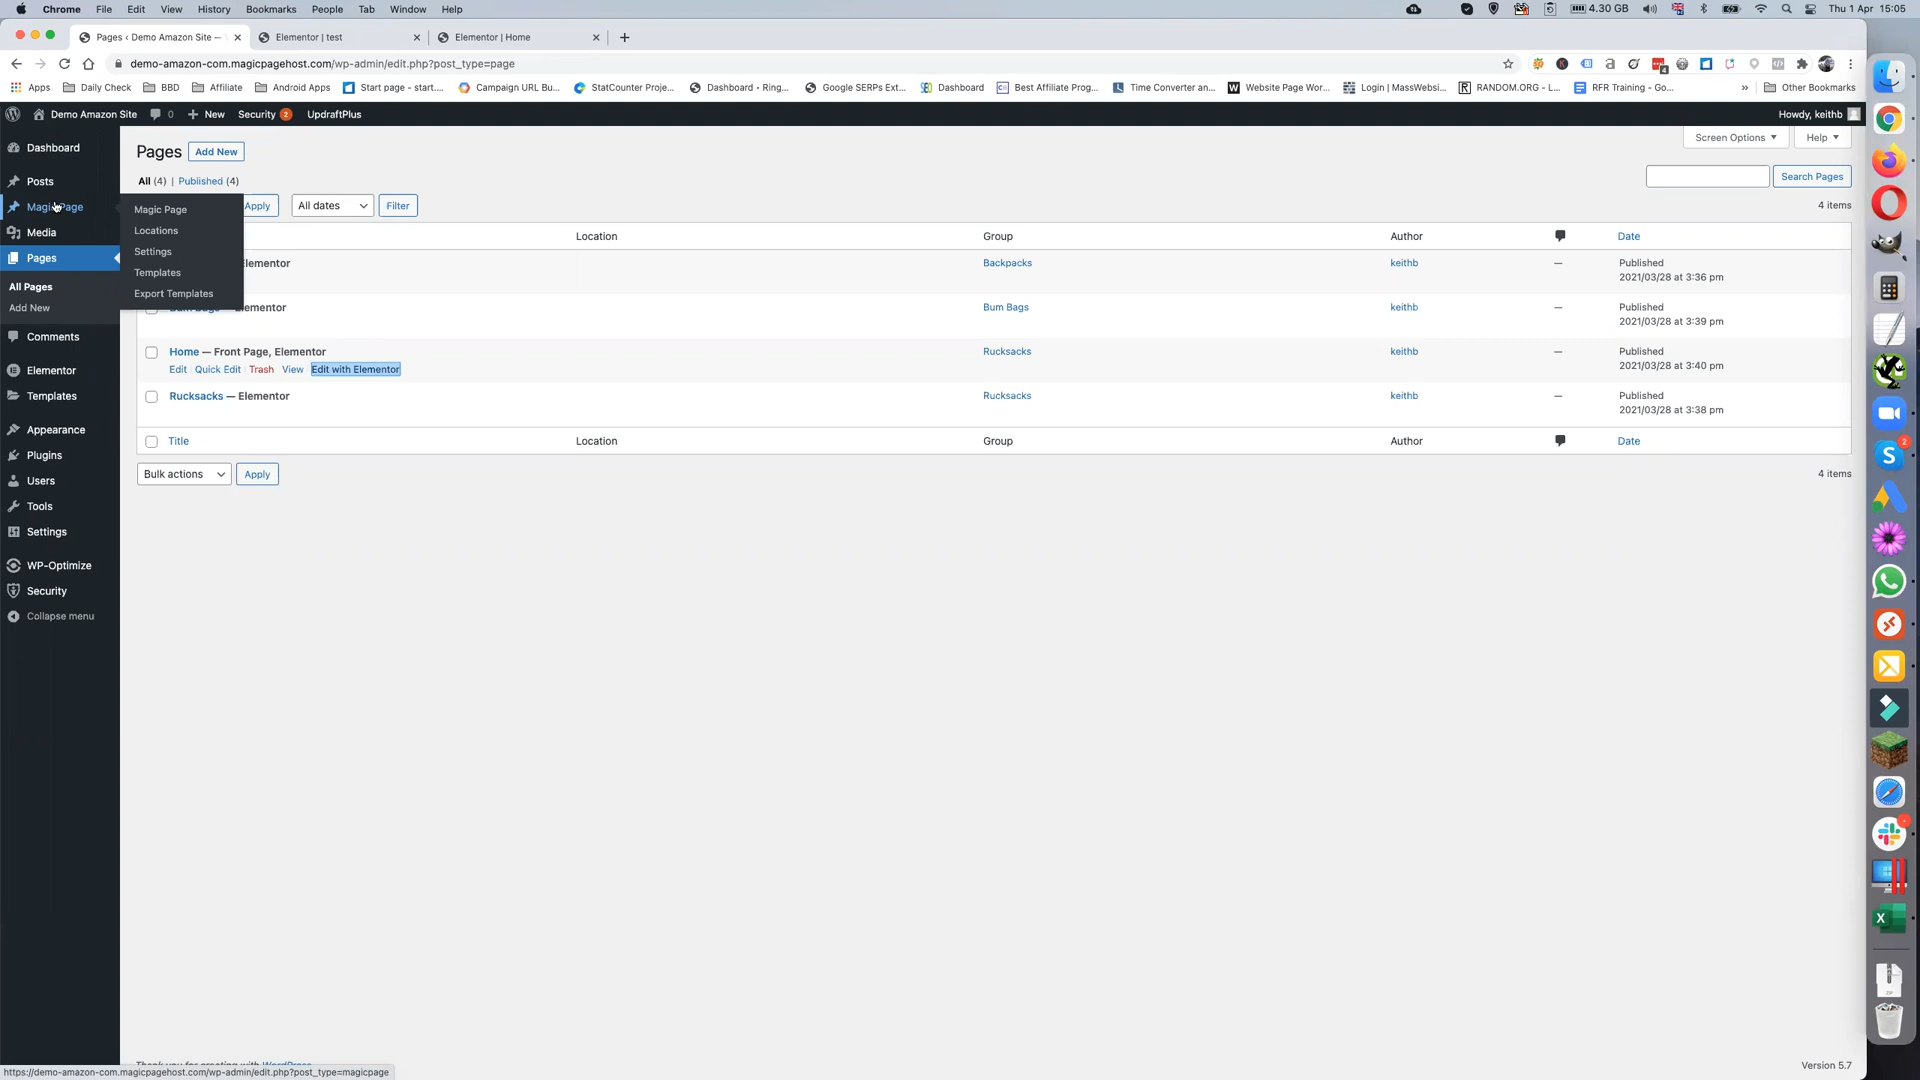 Chrome File Edit View History Bookmarks People Tab Window Help 4.30 GB Thu 1 Apr 15:05
Pages ‹ Demo Amazon Site — Elementor | test Elementor | Home
demo-amazon-com.magicpagehost.com/wp-admin/edit.php?post_type=page
Apps Daily Check BBD Affiliate Android Apps Start page - start.... Campaign URL Bu... StatCounter Proje... Dashboard • Ring... Google SERPs Ext... Dashboard Best Affiliate Prog... Time Converter an... Website Page Wor... Login | MassWebsi... RANDOM.ORG - L... RFR Training - Go... » Other Bookmarks
Demo Amazon Site 0 + New Security 2 UpdraftPlus Howdy, keithb
Dashboard
Posts
Magic Page
Media
Pages
All Pages
Add New
Comments
Elementor
Templates
Appearance
Plugins
Users
Tools
Settings
WP-Optimize
Security
Collapse menu
Magic Page
Locations
Settings
Templates
Export Templates
Pages Add New Screen Options Help
All (4) | Published (4) Search Pages
Apply All dates Filter 4 items
Location Group Author Date
Elementor Backpacks keithb — Published
2021/03/28 at 3:36 pm
Elementor Bum Bags keithb — Published
2021/03/28 at 3:39 pm
Home — Front Page, Elementor Rucksacks keithb — Published
Edit | Quick Edit | Trash | View | Edit with Elementor 2021/03/28 at 3:40 pm
Rucksacks — Elementor Rucksacks keithb — Published
2021/03/28 at 3:38 pm
Title Location Group Author Date
Bulk actions Apply 4 items
2
Version 5.7
https://demo-amazon-com.magicpagehost.com/wp-admin/edit.php?post_type=magicpage